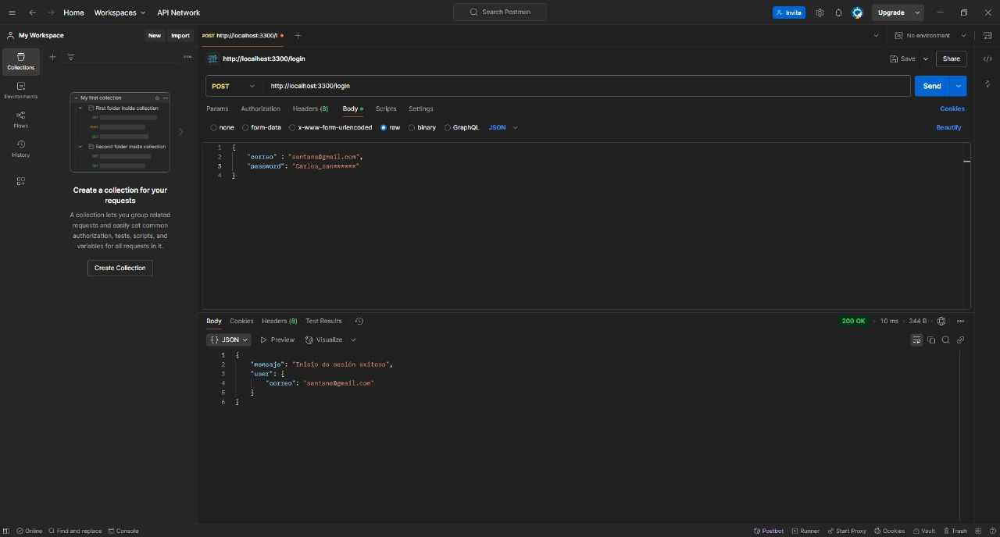 Home Workspaces API Network Search Postman Invite Upgrade
My Workspace New Import POST http://localhost:3300/l No environment
http://localhost:3300/login Save Share
Collections
Environments
Flows
History
My first collection
First folder inside collection
GET
POST
GET
Second folder inside collection
GET
GET
Create a collection for your
requests
A collection lets you group related
requests and easily set common
authorization, tests, scripts, and
variables for all requests in it.
Create Collection
POST http://localhost:3300/login Send
Params Authorization Headers (8) Body Scripts Settings Cookies
none form-data x-www-form-urlencoded raw binary GraphQL JSON Beautify
1 {
2 "correo" : "santana@gmail.com",
3 "password": "Carlos_san******"
4 }
Body Cookies Headers (8) Test Results 200 OK 10 ms 344 B
{} JSON Preview Visualize
1 {
2 "mensaje": "Inicio de sesión exitoso",
3 "user": {
4 "correo": "santana@gmail.com"
5 }
6 }
Online Find and replace Console Postbot Runner Start Proxy Cookies Vault Trash